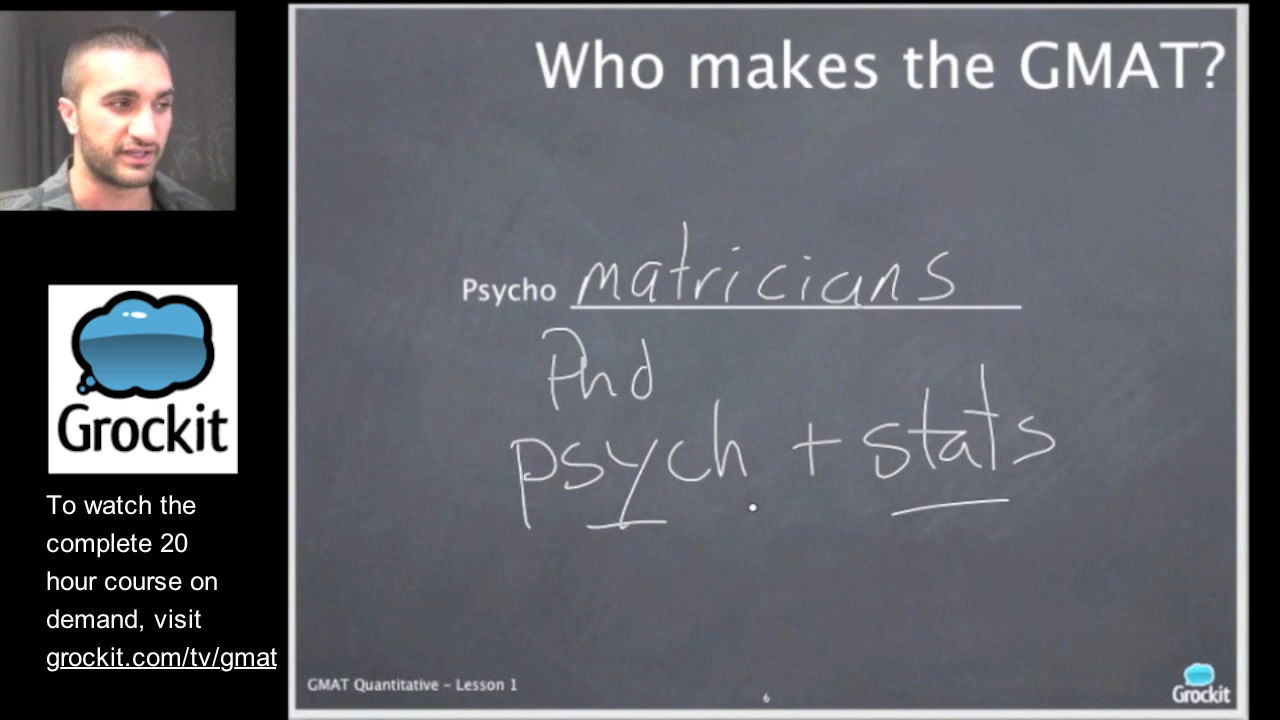 Who makes the GMAT?
Psycho matricians
Phd
psych + stats
Grockit
To watch the
complete 20
hour course on
demand, visit
grockit.com/tv/gmat
GMAT Quantitative - Lesson 1
6
Grockit